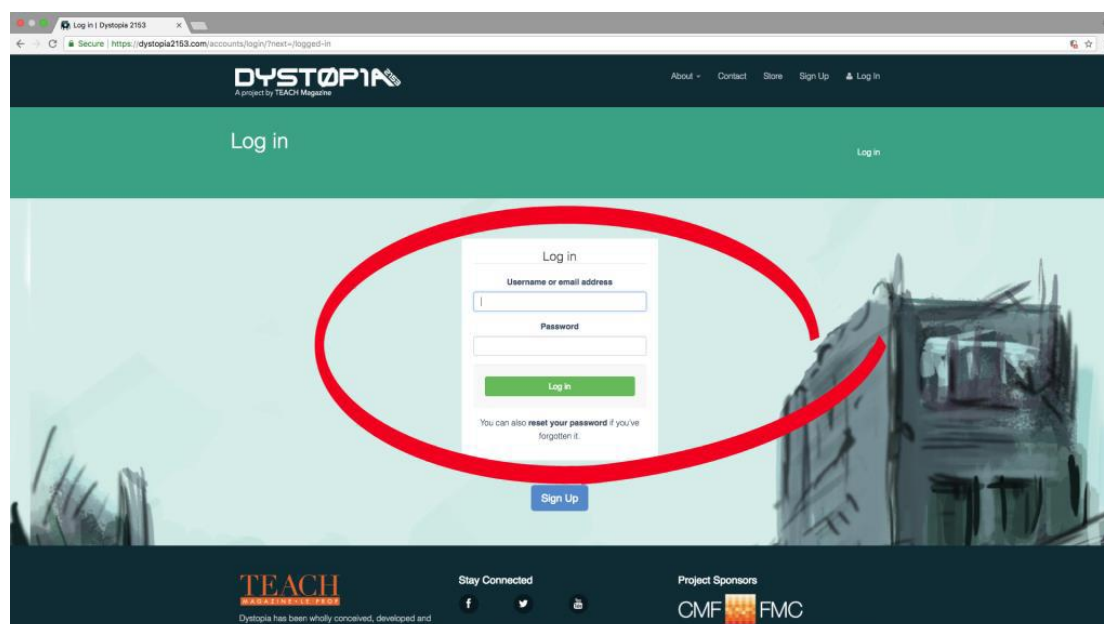 Log in | Dystopia 2153
Secure | https://dystopia2153.com/accounts/login/?next=/logged-in
DYSTØPIA 2153
A project by TEACH Magazine
About
Contact
Store
Sign Up
Log In
Log in
Log in
Log in
Username or email address
Password
Log in
You can also reset your password if you've
forgotten it.
Sign Up
TEACH
MAGAZINE • LE PROF
Dystopia has been wholly conceived, developed and
Stay Connected
Project Sponsors
CMF FMC